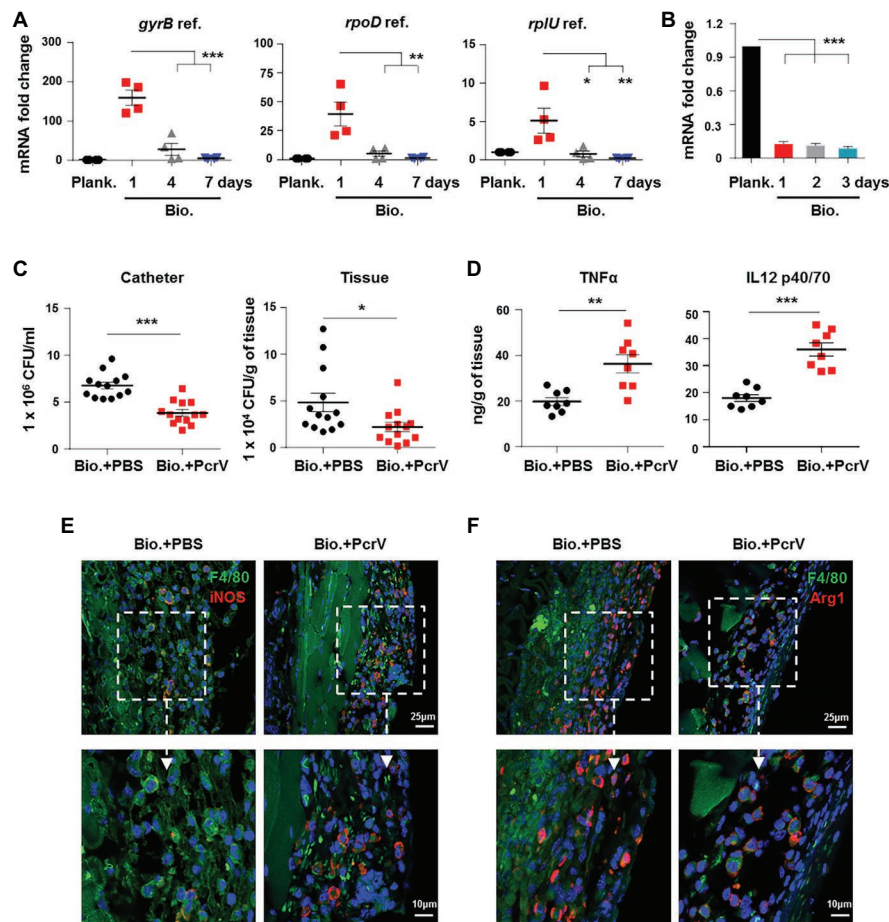 A
gyrB ref.
rpoD ref.
rplU ref.
B
mRNA fold change
300
200
100
0
***
Plank. 1 4 7 days
Bio.
100
75
50
25
0
**
Plank. 1 4 7 days
Bio.
15
10
5
0
* **
Plank. 1 4 7 days
Bio.
mRNA fold change
1.2
0.9
0.6
0.3
0
***
Plank. 1 2 3 days
Bio.
C
Catheter
1 x 10⁶ CFU/ml
15
10
5
0
***
Bio.+PBS Bio.+PcrV
Tissue
1 x 10⁴ CFU/g of tissue
15
10
5
0
*
Bio.+PBS Bio.+PcrV
D
TNFα
ng/g of tissue
60
40
20
0
**
Bio.+PBS Bio.+PcrV
IL12 p40/70
50
40
30
20
10
0
***
Bio.+PBS Bio.+PcrV
E
Bio.+PBS Bio.+PcrV
F4/80
iNOS
25µm
10µm
F
Bio.+PBS Bio.+PcrV
F4/80
Arg1
25µm
10µm